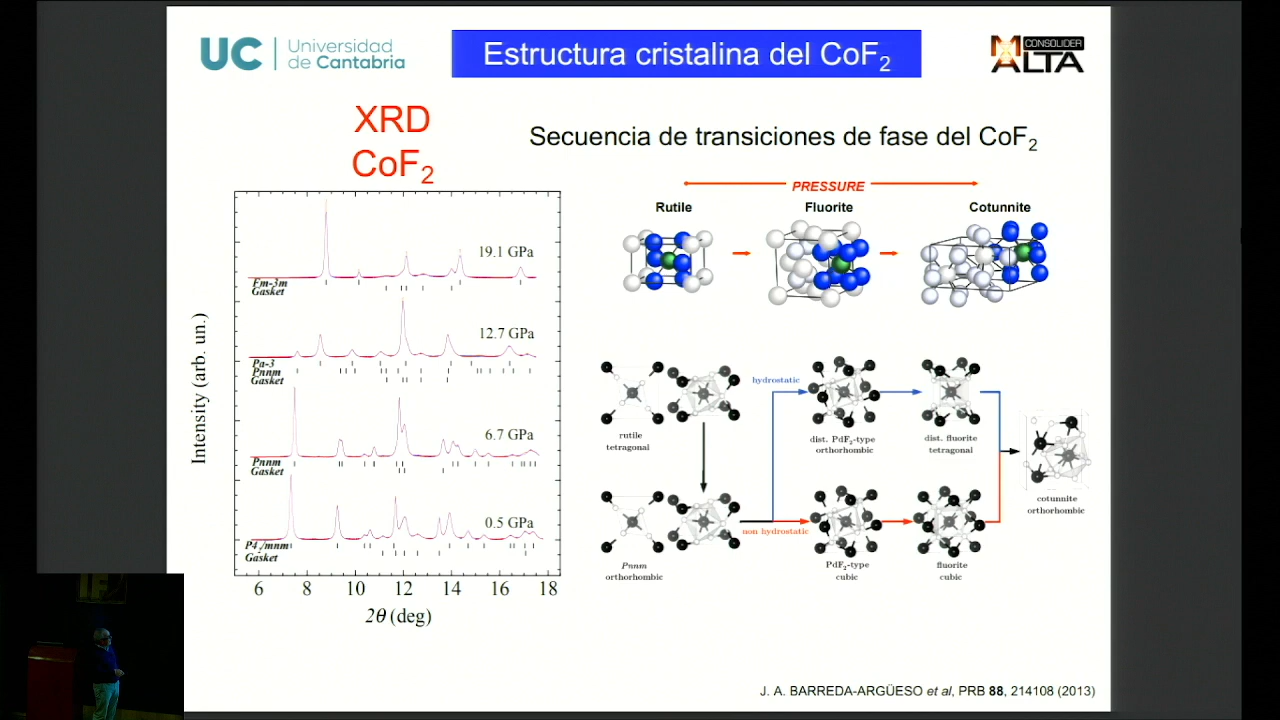 UC Universidad
de Cantabria
Estructura cristalina del CoF2
CONSOLIDER
MALTA
XRD
CoF2
Secuencia de transiciones de fase del CoF2
PRESSURE
Rutile
Fluorite
Cotunnite
Intensity (arb. un.)
19.1 GPa
Fm-3m
Gasket
12.7 GPa
Pa-3
Pnnm
Gasket
6.7 GPa
Pnnm
Gasket
0.5 GPa
P42/mnm
Gasket
6 8 10 12 14 16 18
2θ (deg)
rutile
tetragonal
hydrostatic
dist. PdF2-type
orthorhombic
dist. fluorite
tetragonal
cotunnite
orthorhombic
non hydrostatic
Pnnm
orthorhombic
PdF2-type
cubic
fluorite
cubic
J. A. BARREDA-ARGÜESO et al, PRB 88, 214108 (2013)